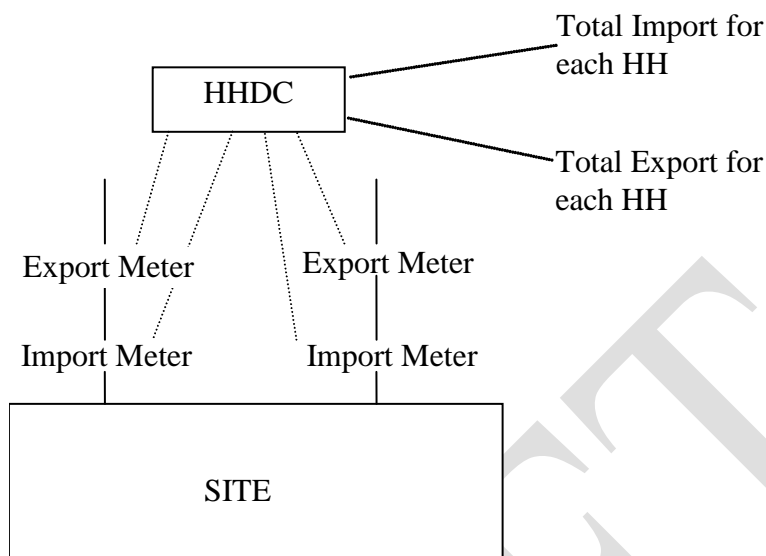 Total Import for
each HH
HHDC
Total Export for
each HH
Export Meter
Export Meter
Import Meter
Import Meter
SITE